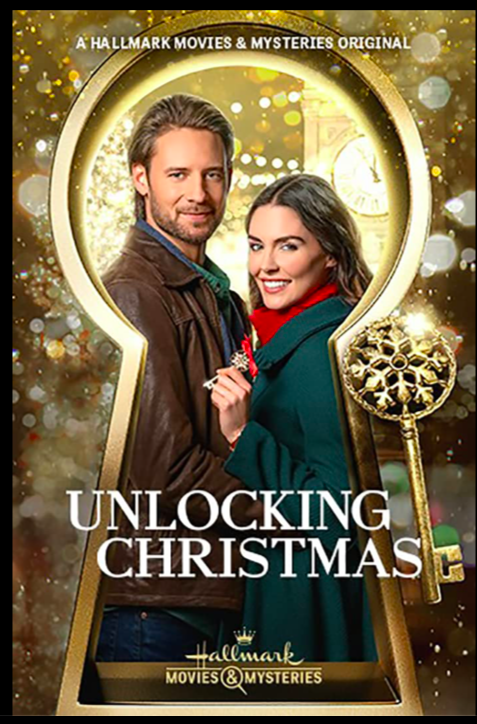 A HALLMARK MOVIES & MYSTERIES ORIGINAL
UNLOCKING
CHRISTMAS
Hallmark
MOVIES & MYSTERIES